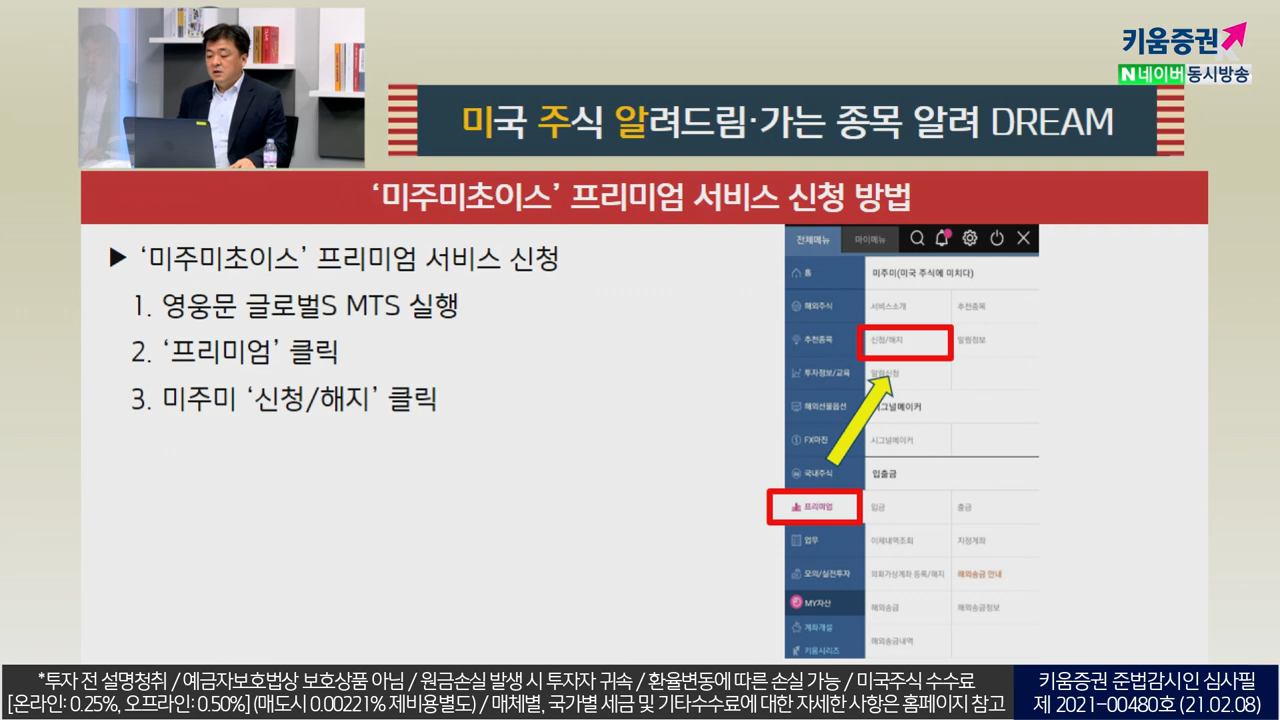 키움증권
N 네이버 동시방송
미국 주식 알려드림·가는 종목 알려 DREAM
‘미주미초이스’ 프리미엄 서비스 신청 방법
▶ ‘미주미초이스’ 프리미엄 서비스 신청
1. 영웅문 글로벌S MTS 실행
2. ‘프리미엄’ 클릭
3. 미주미 ‘신청/해지’ 클릭
전체메뉴 마이메뉴
홈
해외주식
추천종목
투자정보/교육
해외선물옵션
FX마진
국내주식
프리미엄
업무
모의/실전투자
MY자산
계좌개설
키움시리즈
미주미(미국 주식에 미치다)
서비스소개 추천종목
신청/해지 알림정보
알림신청
시그널메이커
시그널메이커
입출금
입금 출금
이체내역조회 지정계좌
외화가상계좌 등록/해지 해외송금 안내
해외송금 해외송금정보
해외송금내역
*투자 전 설명청취 / 예금자보호법상 보호상품 아님 / 원금손실 발생 시 투자자 귀속 / 환율변동에 따른 손실 가능 / 미국주식 수수료
[온라인: 0.25%, 오프라인: 0.50%] (매도시 0.00221% 제비용별도) / 매체별, 국가별 세금 및 기타수수료에 대한 자세한 사항은 홈페이지 참고
키움증권 준법감시인 심사필
제 2021-00480호 (21.02.08)